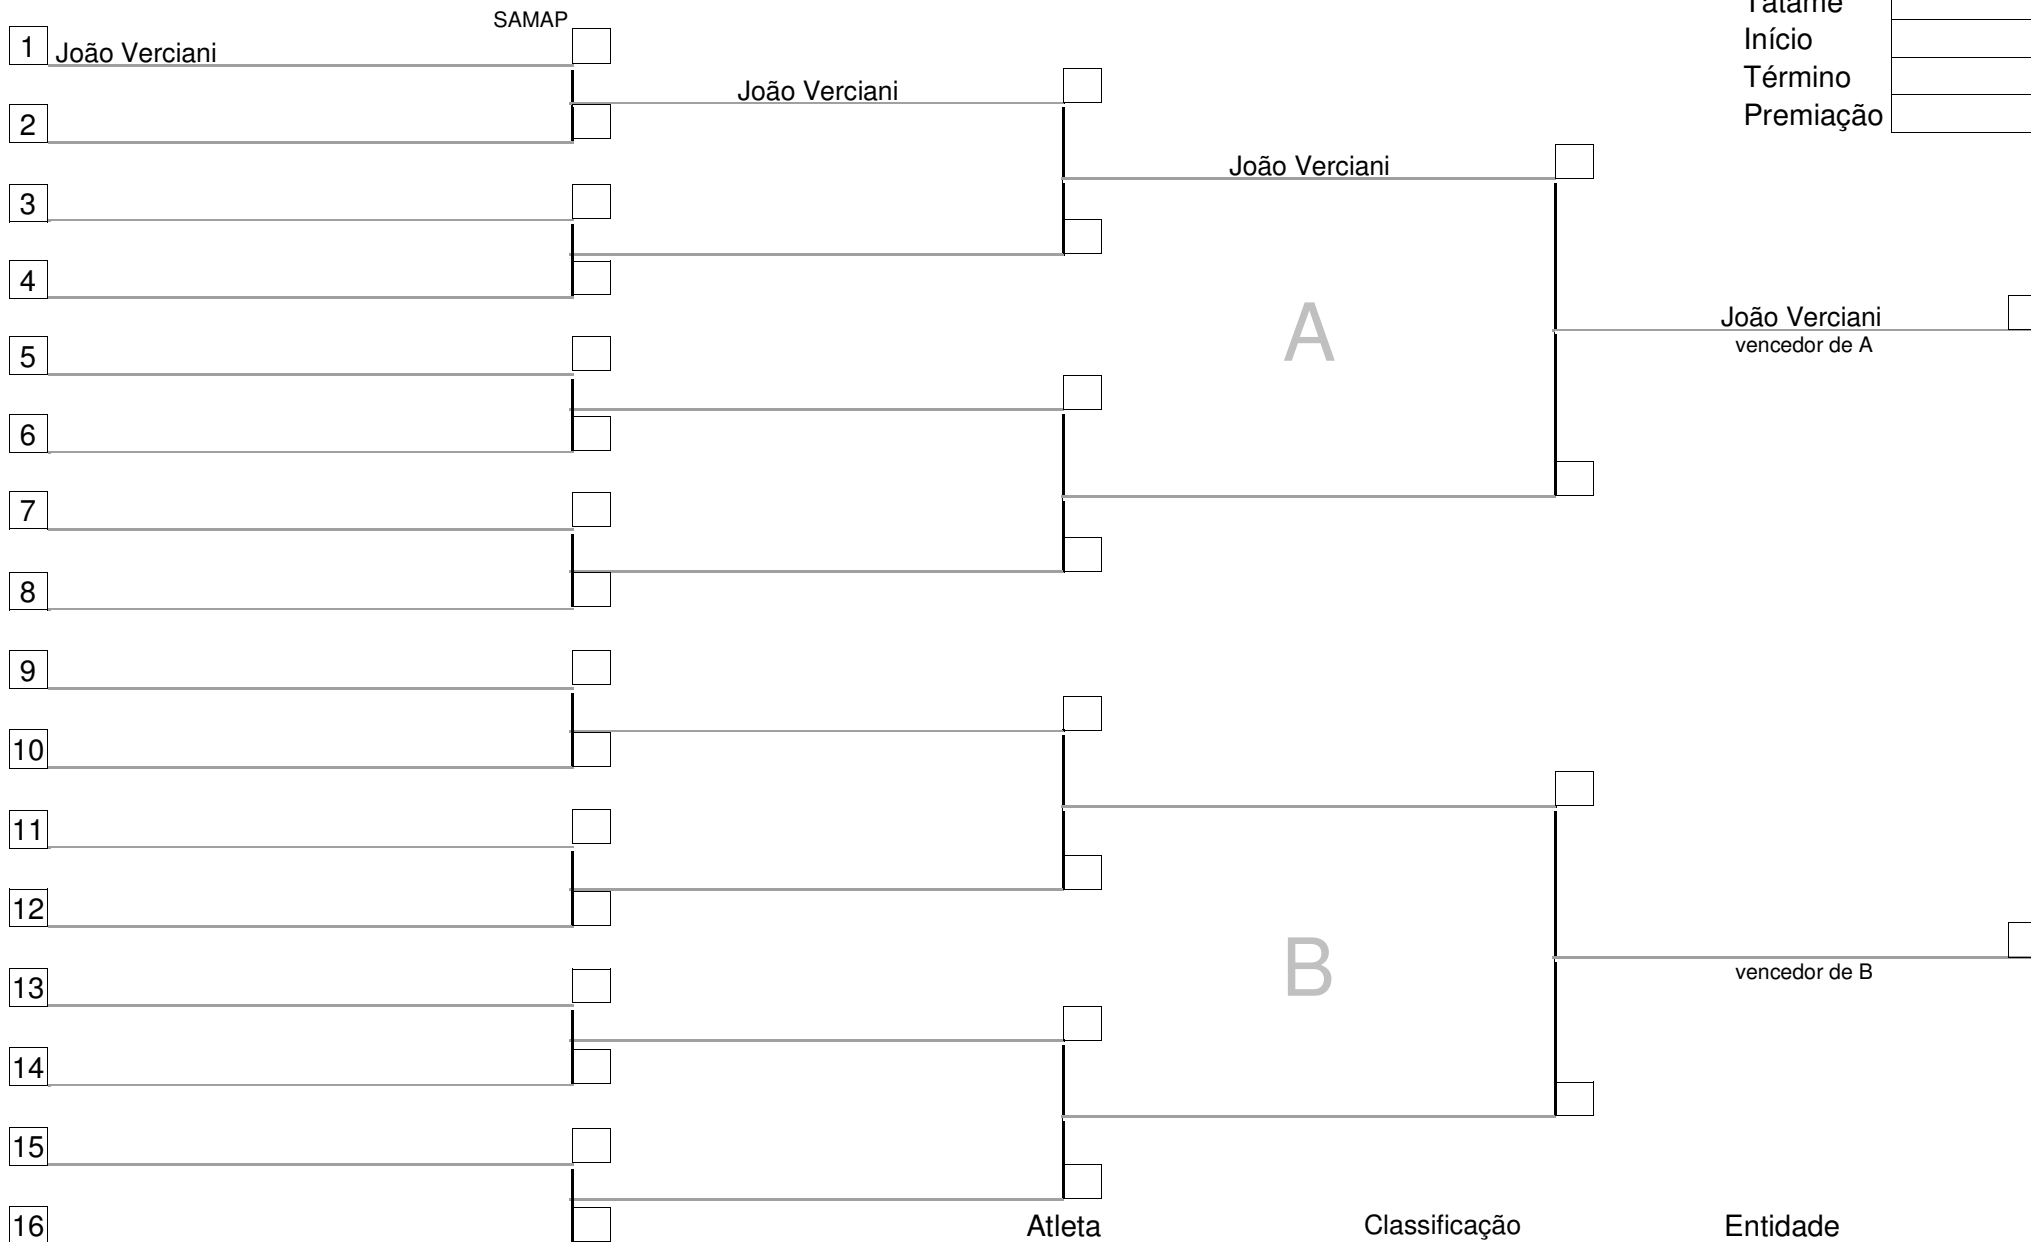 SAMAP
Tatame
1 João Verciani
Início
João Verciani
Término
2
Premiação
João Verciani
3
4
A
João Verciani
5
vencedor de A
6
7
8
9
10
11
12
B
13
vencedor de B
14
15
16
Atleta Classificação Entidade